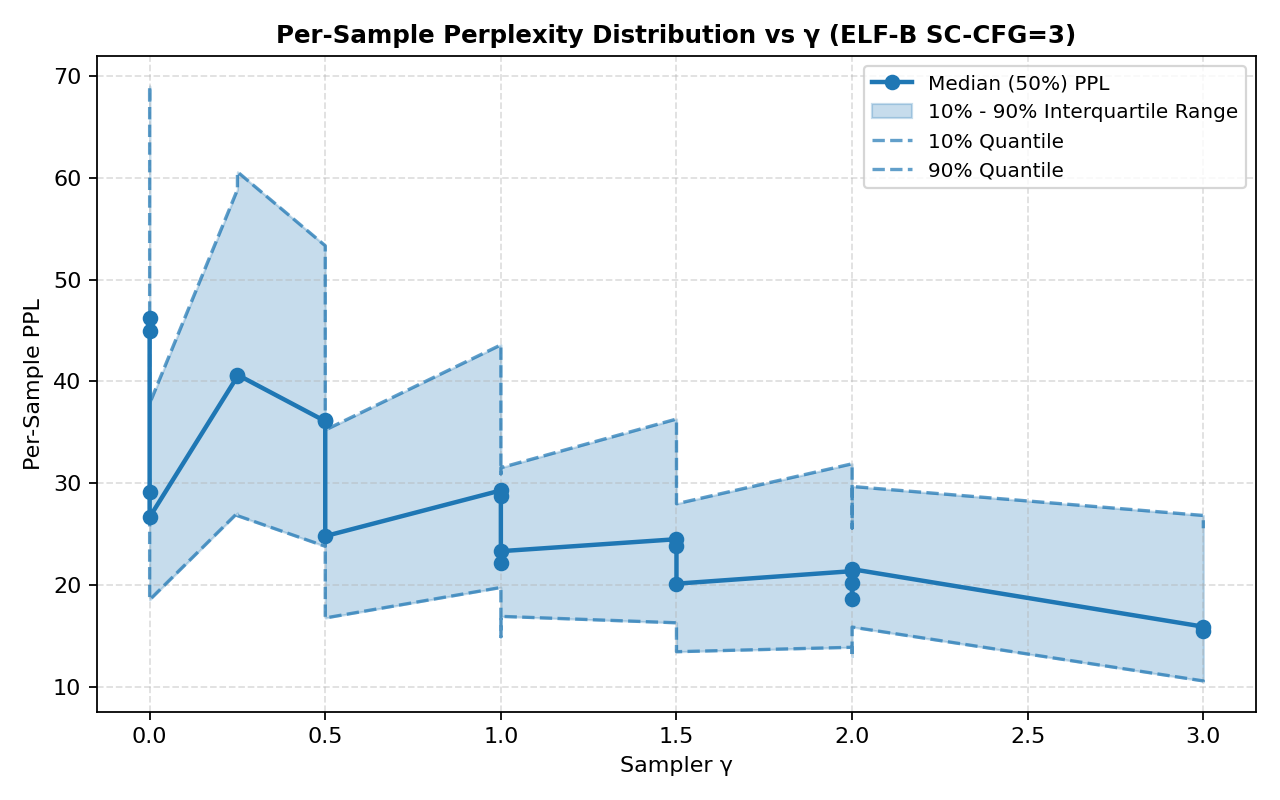 Per-Sample Perplexity Distribution vs γ (ELF-B SC-CFG=3)
Median (50%) PPL
10% - 90% Interquartile Range
10% Quantile
90% Quantile
Per-Sample PPL
70
60
50
40
30
20
10
0.0 0.5 1.0 1.5 2.0 2.5 3.0
Sampler γ